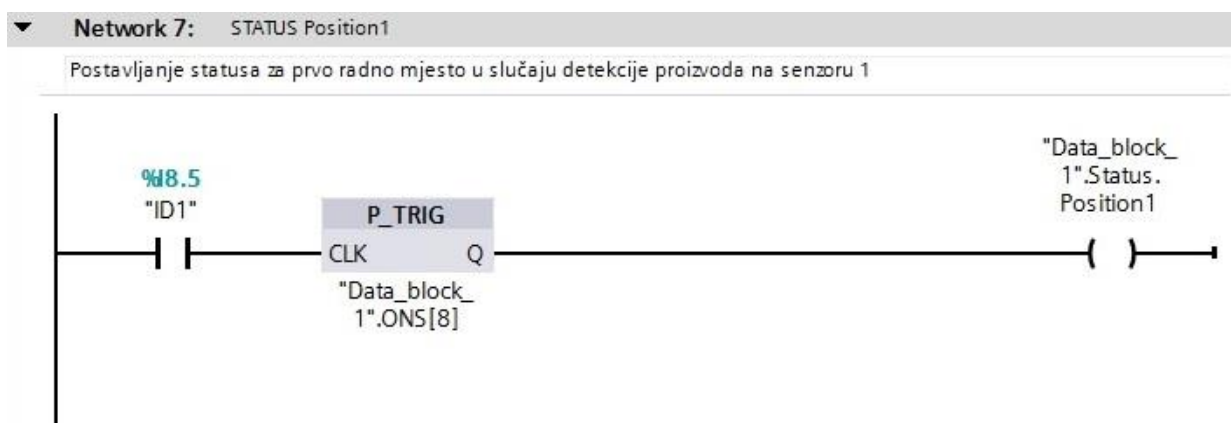 Network 7: STATUS Position1
Postavljanje statusa za prvo radno mjesto u slučaju detekcije proizvoda na senzoru 1
%I8.5
"ID1"
P_TRIG
CLK Q
"Data_block_
1".ONS[8]
"Data_block_
1".Status.
Position1